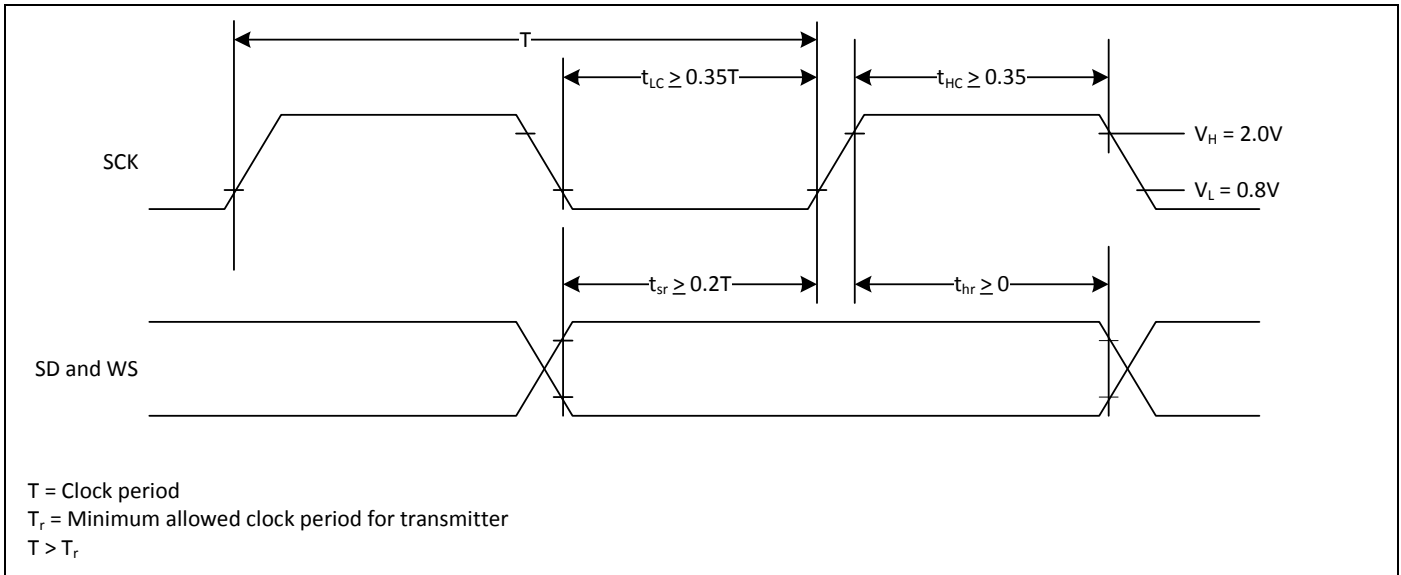 T
t_LC ≥ 0.35T
t_HC ≥ 0.35
SCK
V_H = 2.0V
V_L = 0.8V
t_sr ≥ 0.2T
t_hr ≥ 0
SD and WS
T = Clock period
T_r = Minimum allowed clock period for transmitter
T > T_r